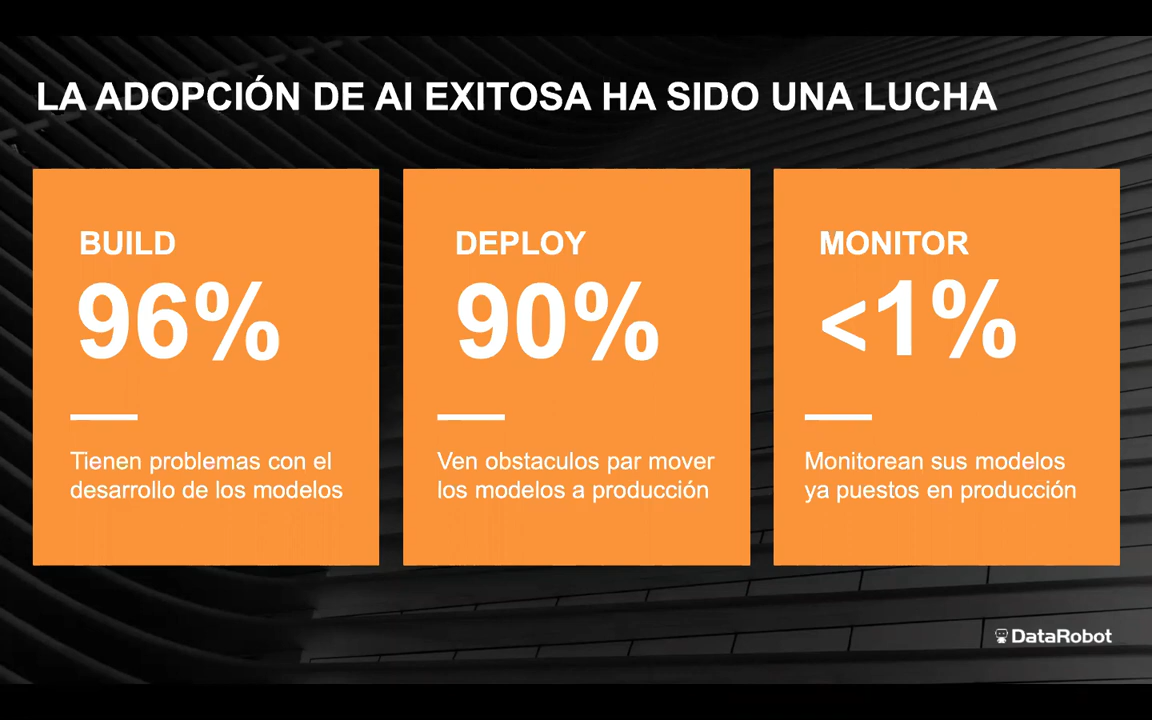 LA ADOPCIÓN DE AI EXITOSA HA SIDO UNA LUCHA
BUILD
96%
Tienen problemas con el
desarrollo de los modelos
DEPLOY
90%
Ven obstaculos par mover
los modelos a producción
MONITOR
<1%
Monitorean sus modelos
ya puestos en producción
DataRobot